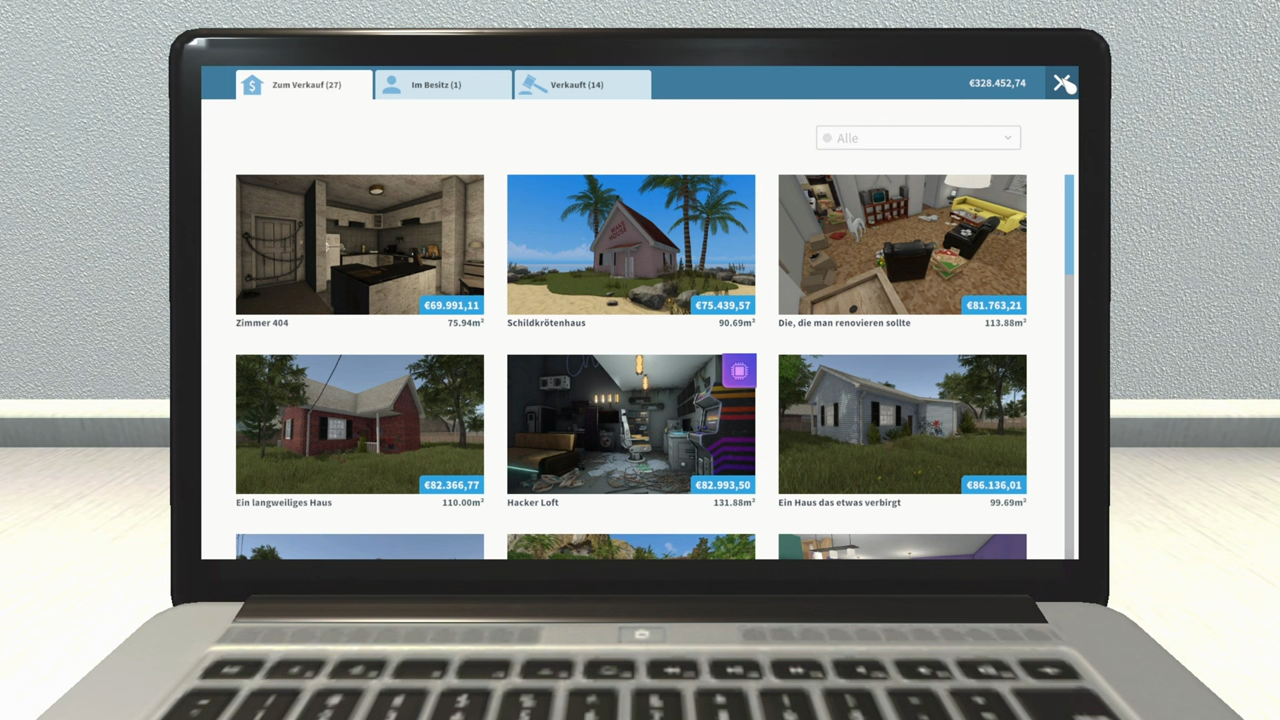 Zum Verkauf (27)
Im Besitz (1)
Verkauft (14)
€328.452,74
Alle
€69.991,11
€75.439,57
€81.763,21
Zimmer 404
75.94m²
Schildkrötenhaus
90.69m²
Die, die man renovieren sollte
113.88m²
€82.366,77
€82.993,50
€86.136,01
Ein langweiliges Haus
110.00m²
Hacker Loft
131.88m²
Ein Haus das etwas verbirgt
99.69m²